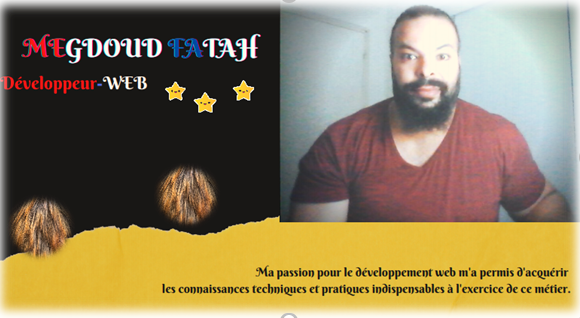 MEGDOUD FATAH
Développeur-WEB
Ma passion pour le développement web m'a permis d'acquérir
les connaissances techniques et pratiques indispensables à l'exercice de ce métier.